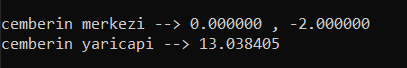 cemberin merkezi --> 0.000000 , -2.000000
cemberin yaricapi --> 13.038405